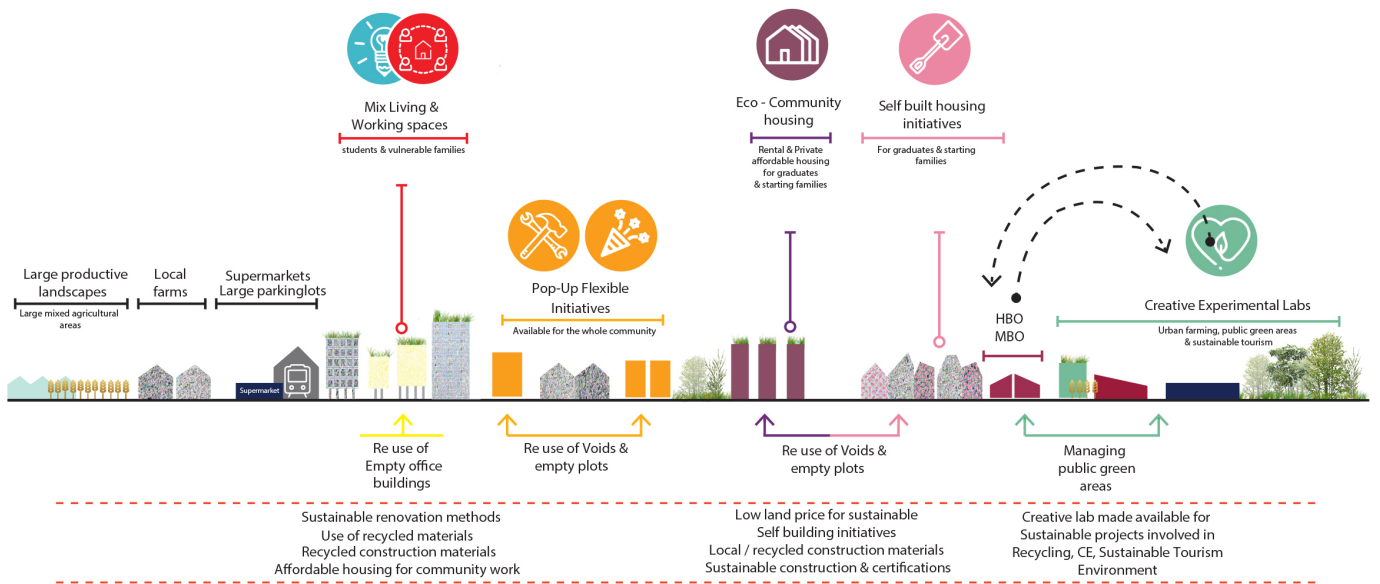 Mix Living &
Working spaces
students & vulnerable families
Eco - Community
housing
Rental & Private
affordable housing
for graduates
& starting families
Self built housing
initiatives
For graduates & starting
families
Large productive
landscapes
Large mixed agricultural
areas
Local
farms
Supermarkets
Large parkinglots
Pop-Up Flexible
Initiatives
Available for the whole community
HBO
MBO
Creative Experimental Labs
Urban farming, public green areas
& sustainable tourism
Supermarket
Re use of
Empty office
buildings
Re use of Voids &
empty plots
Re use of Voids &
empty plots
Managing
public green
areas
Sustainable renovation methods
Use of recycled materials
Recycled construction materials
Affordable housing for community work
Low land price for sustainable
Self building initiatives
Local / recycled construction materials
Sustainable construction & certifications
Creative lab made available for
Sustainable projects involved in
Recycling, CE, Sustainable Tourism
Environment